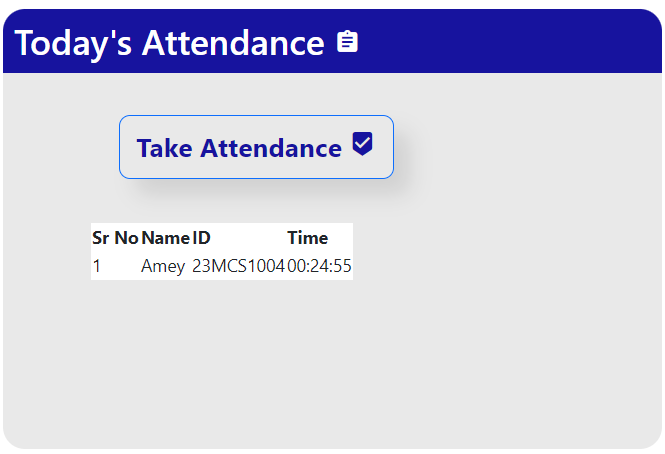 Today's Attendance
Take Attendance
Sr No Name ID Time
1 Amey 23MCS1004 00:24:55